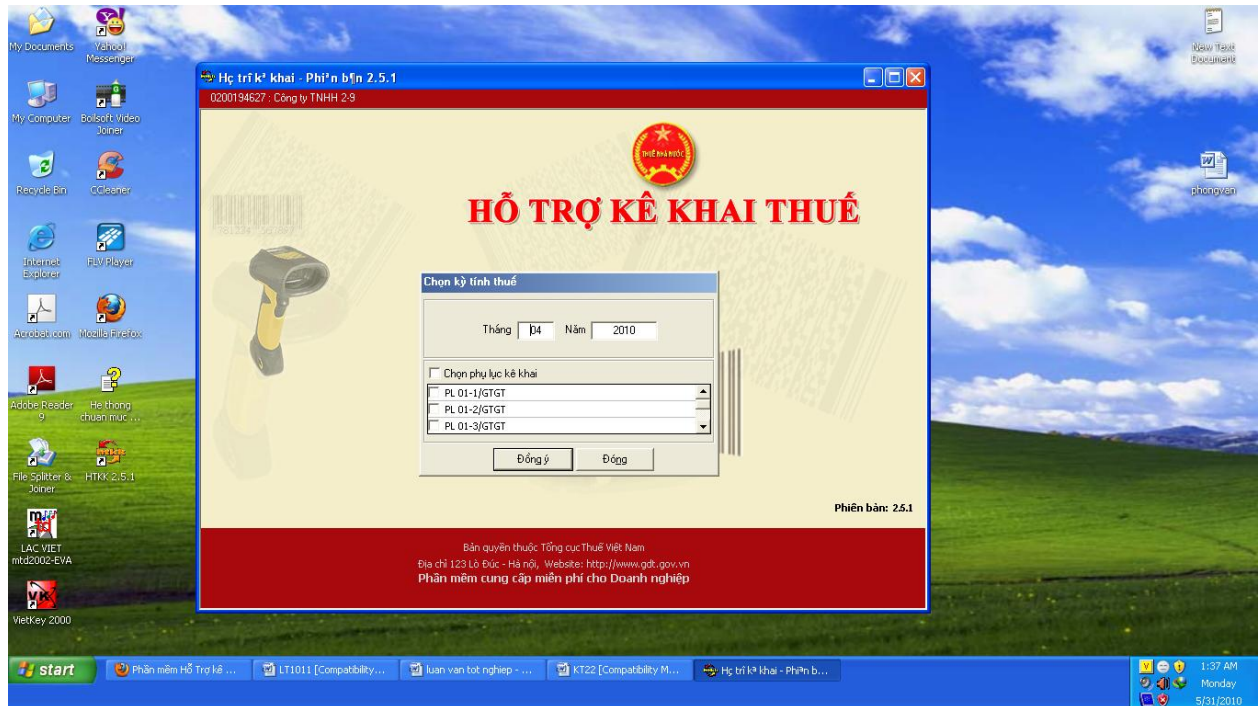 My Documents
Yahoo!
Messenger
New Text
Document
My Computer
Boilsoft Video
Joiner
Recycle Bin
CCleaner
phongvan
Internet
Explorer
FLV Player
Acrobat.com
Mozilla Firefox
Adobe Reader
9
He thong
chuan muc ...
File Splitter &
Joiner
HTKK 2.5.1
LAC VIET
mtd2002-EVA
VietKey 2000
Hç trî kª khai - Phiªn b¶n 2.5.1
0200194627 : Công ty TNHH 2-9
THUẾ NHÀ NƯỚC
HỖ TRỢ KÊ KHAI THUẾ
Chọn kỳ tính thuế
Tháng 04 Năm 2010
Chọn phụ lục kê khai
PL 01-1/GTGT
PL 01-2/GTGT
PL 01-3/GTGT
Đồng ý Đóng
Phiên bản: 2.5.1
Bản quyền thuộc Tổng cục Thuế Việt Nam
Địa chỉ 123 Lò Đúc - Hà nội, Website: http://www.gdt.gov.vn
Phần mềm cung cấp miễn phí cho Doanh nghiệp
start
Phần mềm Hỗ Trợ kê ...
LT1011 [Compatibility...
luan van tot nghiep - ...
KT22 [Compatibility M...
Hç trî kª khai - Phiªn b...
1:37 AM
Monday
5/31/2010